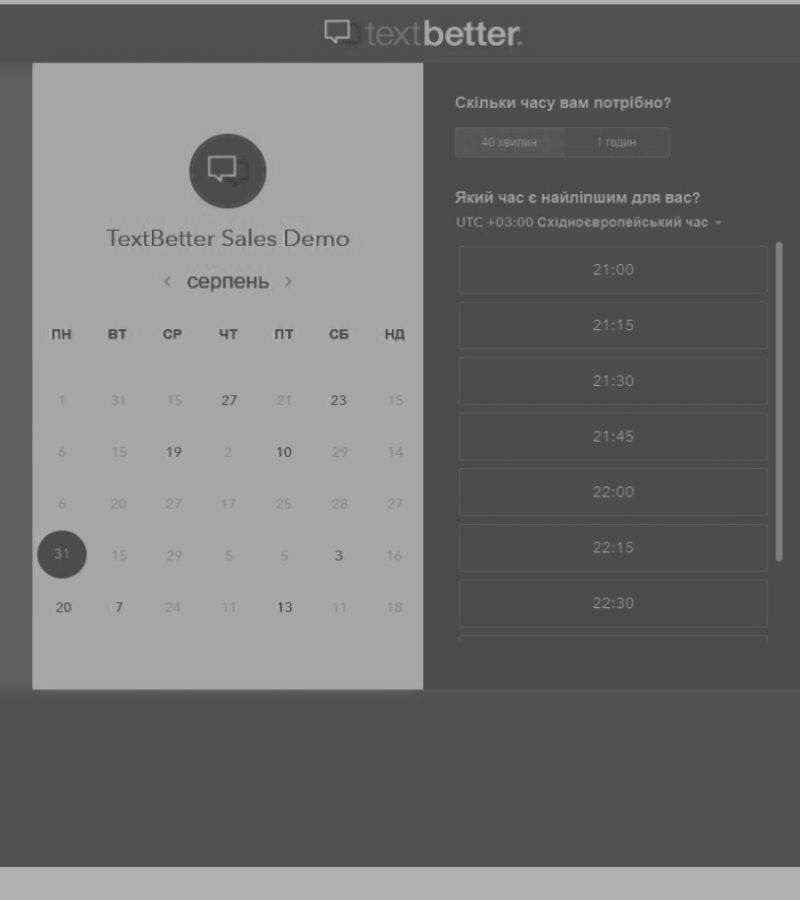 textbetter.
TextBetter Sales Demo
серпень
ПН ВТ СР ЧТ ПТ СБ НД
1 31 15 27 21 23 15
6 15 19 2 10 29 14
6 20 27 17 25 28 27
31 15 29 5 5 3 16
20 7 24 11 13 11 18
Скільки часу вам потрібно?
40 хвилин 1 годин
Який час є найліпшим для вас?
UTC +03:00 Східноєвропейський час
21:00
21:15
21:30
21:45
22:00
22:15
22:30